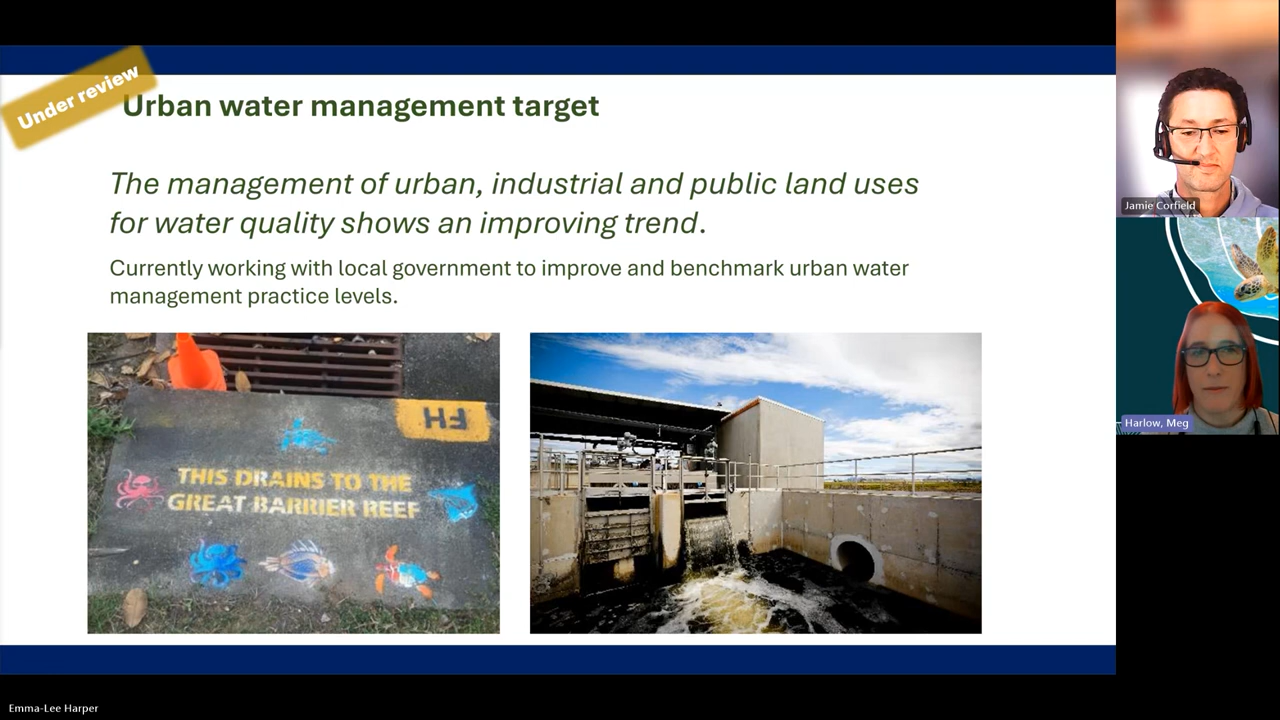 Under review
Urban water management target
The management of urban, industrial and public land uses
for water quality shows an improving trend.
Currently working with local government to improve and benchmark urban water
management practice levels.
FH
THIS DRAINS TO THE
GREAT BARRIER REEF
Jamie Corfield
Harlow, Meg
Emma-Lee Harper